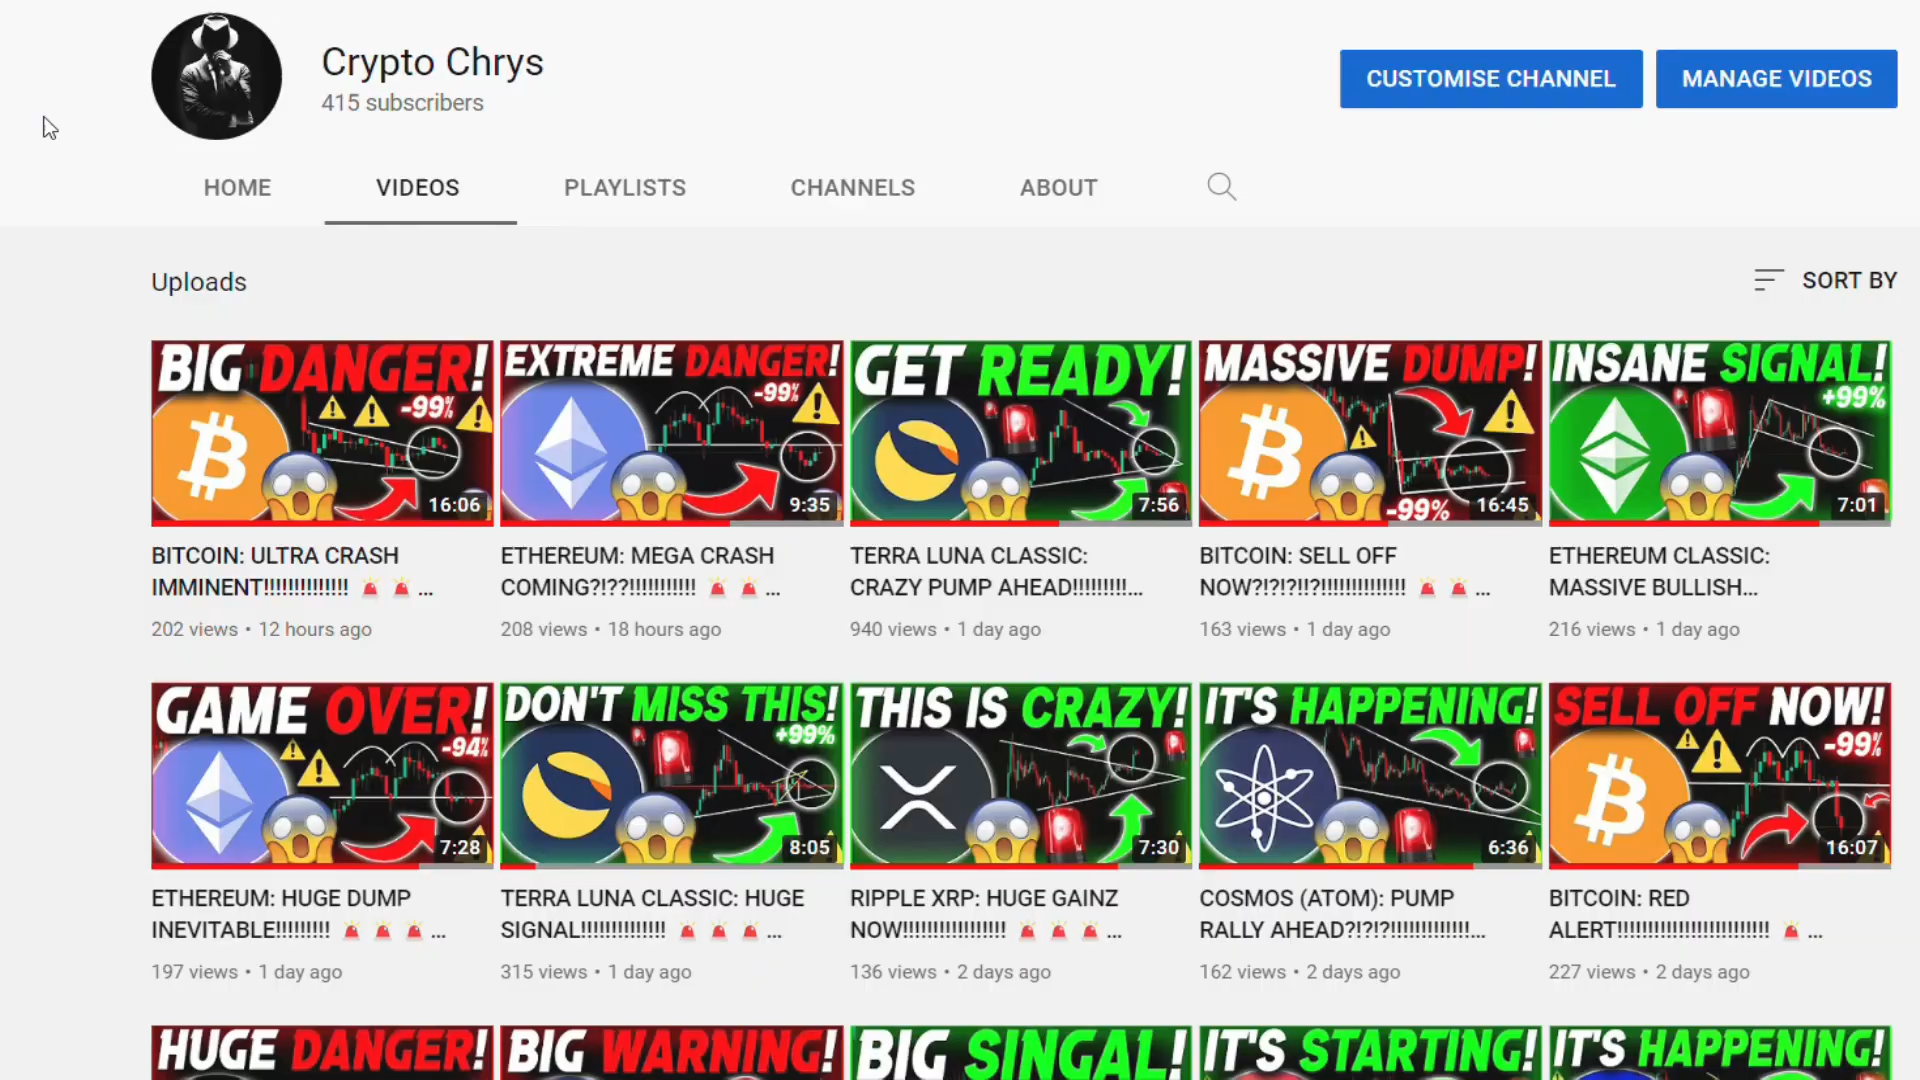 Crypto Chrys
415 subscribers
CUSTOMISE CHANNEL
MANAGE VIDEOS
HOME
VIDEOS
PLAYLISTS
CHANNELS
ABOUT
Uploads
SORT BY
BIG DANGER!
-99%
16:06
EXTREME DANGER!
-99%
9:35
GET READY!
7:56
MASSIVE DUMP!
-99%
16:45
INSANE SIGNAL!
+99%
7:01
BITCOIN: ULTRA CRASH
IMMINENT!!!!!!!!!!!!!! 🚨 🚨 ...
202 views • 12 hours ago
ETHEREUM: MEGA CRASH
COMING?!??!!!!!!!!!!! 🚨 🚨 ...
208 views • 18 hours ago
TERRA LUNA CLASSIC:
CRAZY PUMP AHEAD!!!!!!!!!...
940 views • 1 day ago
BITCOIN: SELL OFF
NOW?!?!?!!?!!!!!!!!!!!!!! 🚨 🚨 ...
163 views • 1 day ago
ETHEREUM CLASSIC:
MASSIVE BULLISH...
216 views • 1 day ago
GAME OVER!
-94%
7:28
DON'T MISS THIS!
+99%
8:05
THIS IS CRAZY!
7:30
IT'S HAPPENING!
6:36
SELL OFF NOW!
-99%
16:07
ETHEREUM: HUGE DUMP
INEVITABLE!!!!!!!!! 🚨 🚨 🚨 ...
197 views • 1 day ago
TERRA LUNA CLASSIC: HUGE
SIGNAL!!!!!!!!!!!!!! 🚨 🚨 🚨 ...
315 views • 1 day ago
RIPPLE XRP: HUGE GAINZ
NOW!!!!!!!!!!!!!!!!! 🚨 🚨 🚨 ...
136 views • 2 days ago
COSMOS (ATOM): PUMP
RALLY AHEAD?!?!?!!!!!!!!!!!!!...
162 views • 2 days ago
BITCOIN: RED
ALERT!!!!!!!!!!!!!!!!!!!!!!!!! 🚨 ...
227 views • 2 days ago
HUGE DANGER!
BIG WARNING!
BIG SINGAL!
IT'S STARTING!
IT'S HAPPENING!